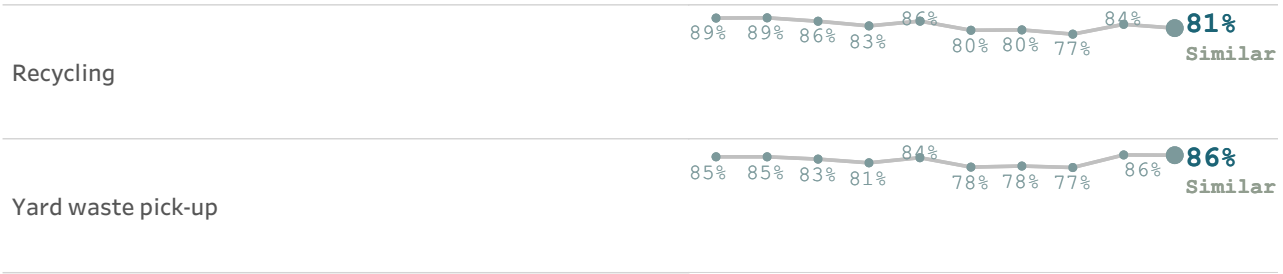 Recycling
89% 89% 86% 83% 86% 80% 80% 77% 84% 81%
Similar
Yard waste pick-up
85% 85% 83% 81% 84% 78% 78% 77% 86% 86%
Similar